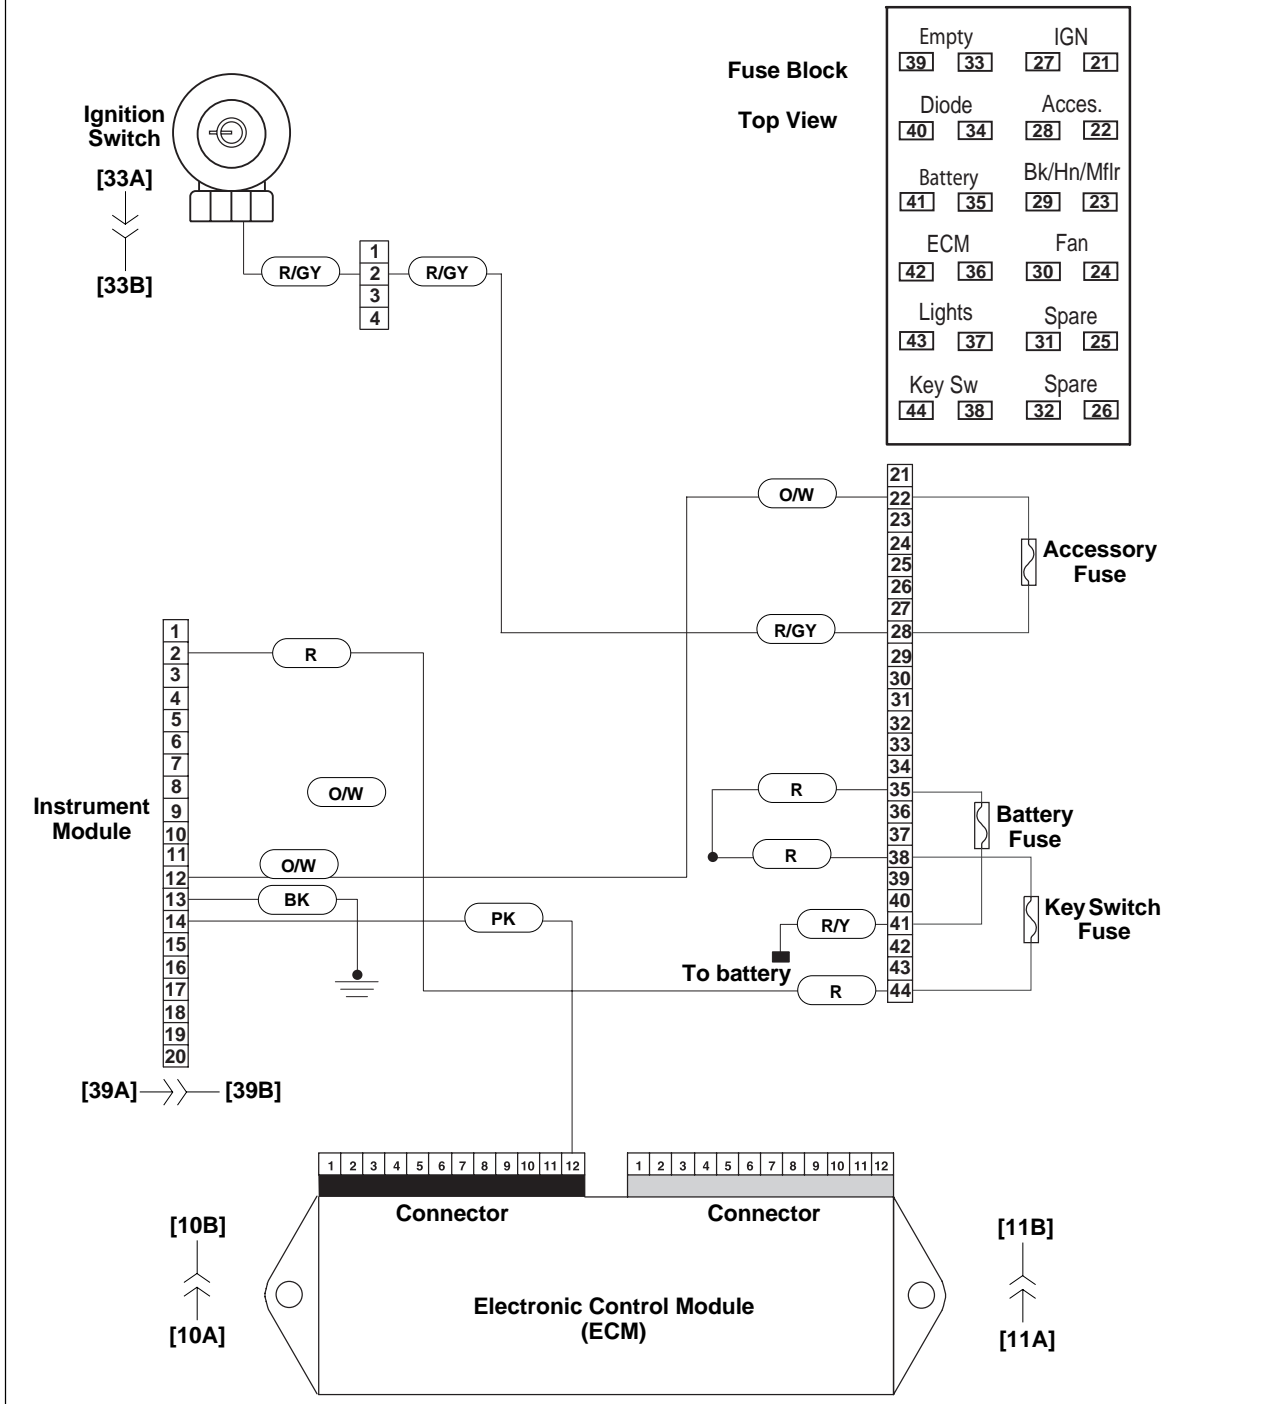 Fuse Block
Top View
Empty
IGN
39 33 27 21
Diode
Acces.
40 34 28 22
Battery
Bk/Hn/Mflr
41 35 29 23
ECM
Fan
42 36 30 24
Lights
Spare
43 37 31 25
Key Sw
Spare
44 38 32 26
Ignition
Switch
[33A]
[33B]
R/GY
1
2
3
4
R/GY
O/W
R/GY
21
22
23
24
25
26
27
28
29
30
31
32
33
34
35
36
37
38
39
40
41
42
43
44
Accessory
Fuse
Battery
Fuse
Key Switch
Fuse
R
R
R/Y
To battery
R
Instrument
Module
1
2
3
4
5
6
7
8
9
10
11
12
13
14
15
16
17
18
19
20
R
O/W
O/W
BK
PK
[39A] [39B]
1 2 3 4 5 6 7 8 9 10 11 12
1 2 3 4 5 6 7 8 9 10 11 12
Connector
Connector
[10B]
[10A]
[11B]
[11A]
Electronic Control Module
(ECM)